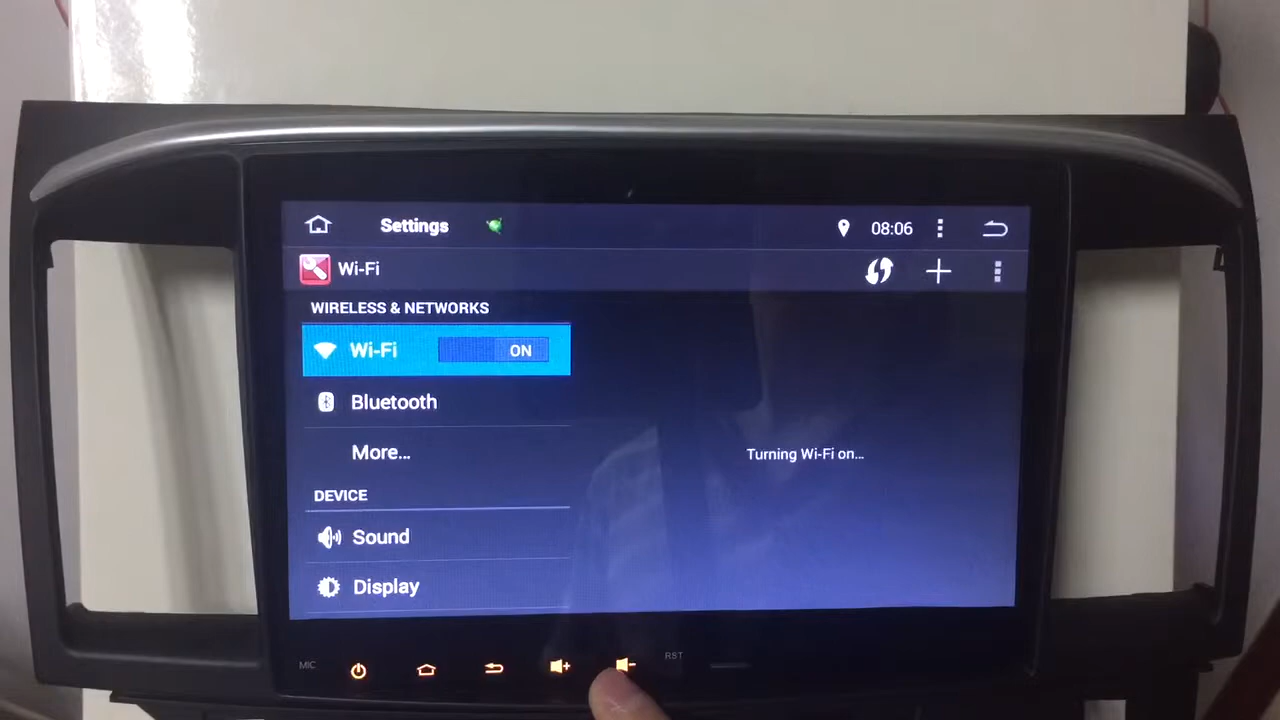 Settings 08:06
Wi-Fi
WIRELESS & NETWORKS
Wi-Fi ON
Bluetooth
More...
Turning Wi-Fi on...
DEVICE
Sound
Display
MIC RST